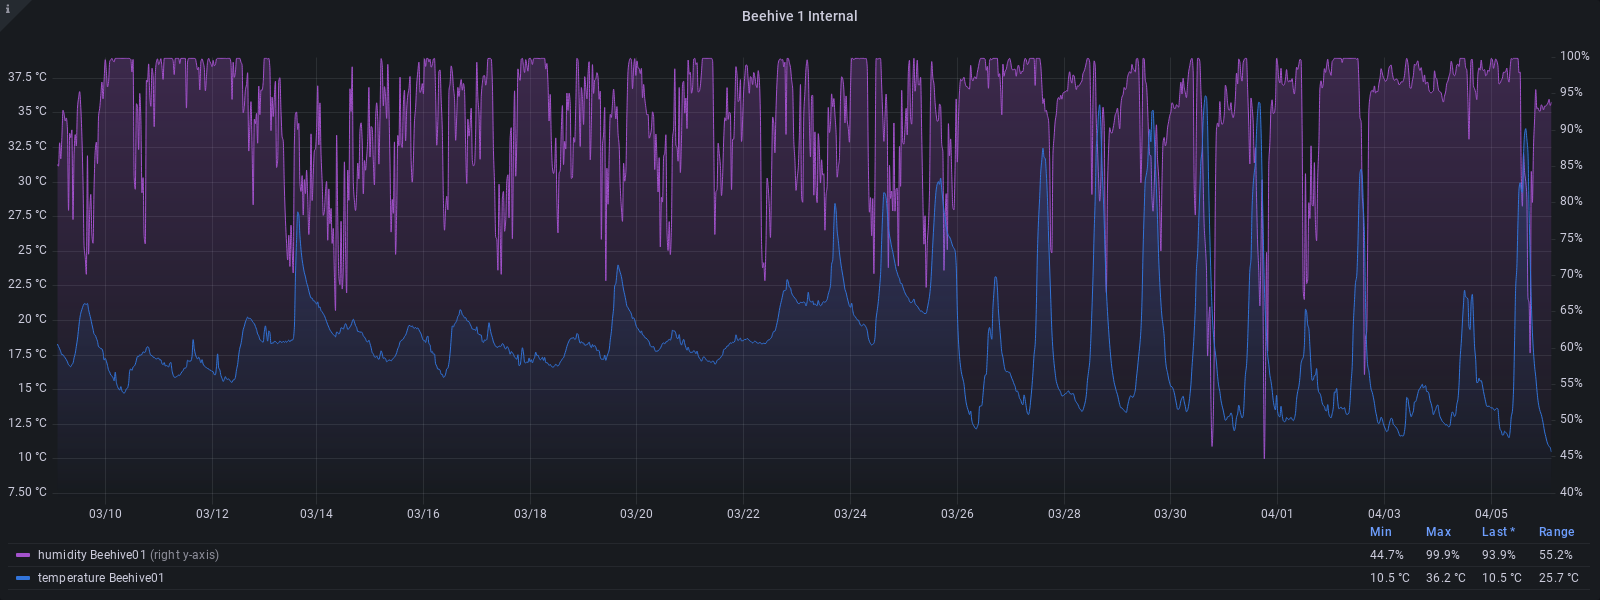 i
Beehive 1 Internal
37.5 °C
35 °C
32.5 °C
30 °C
27.5 °C
25 °C
22.5 °C
20 °C
17.5 °C
15 °C
12.5 °C
10 °C
7.50 °C
100%
95%
90%
85%
80%
75%
70%
65%
60%
55%
50%
45%
40%
03/10 03/12 03/14 03/16 03/18 03/20 03/22 03/24 03/26 03/28 03/30 04/01 04/03 04/05
Min Max Last * Range
humidity Beehive01 (right y-axis) 44.7% 99.9% 93.9% 55.2%
temperature Beehive01 10.5 °C 36.2 °C 10.5 °C 25.7 °C